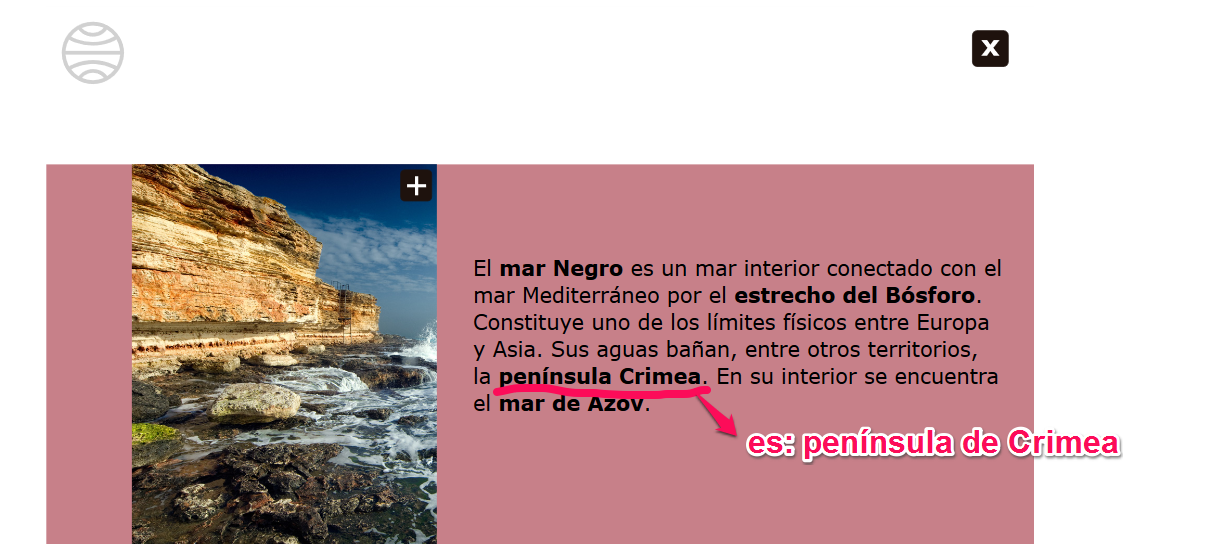 X
+
El mar Negro es un mar interior conectado con el
mar Mediterráneo por el estrecho del Bósforo.
Constituye uno de los límites físicos entre Europa
y Asia. Sus aguas bañan, entre otros territorios,
la península Crimea. En su interior se encuentra
el mar de Azov.
es: península de Crimea